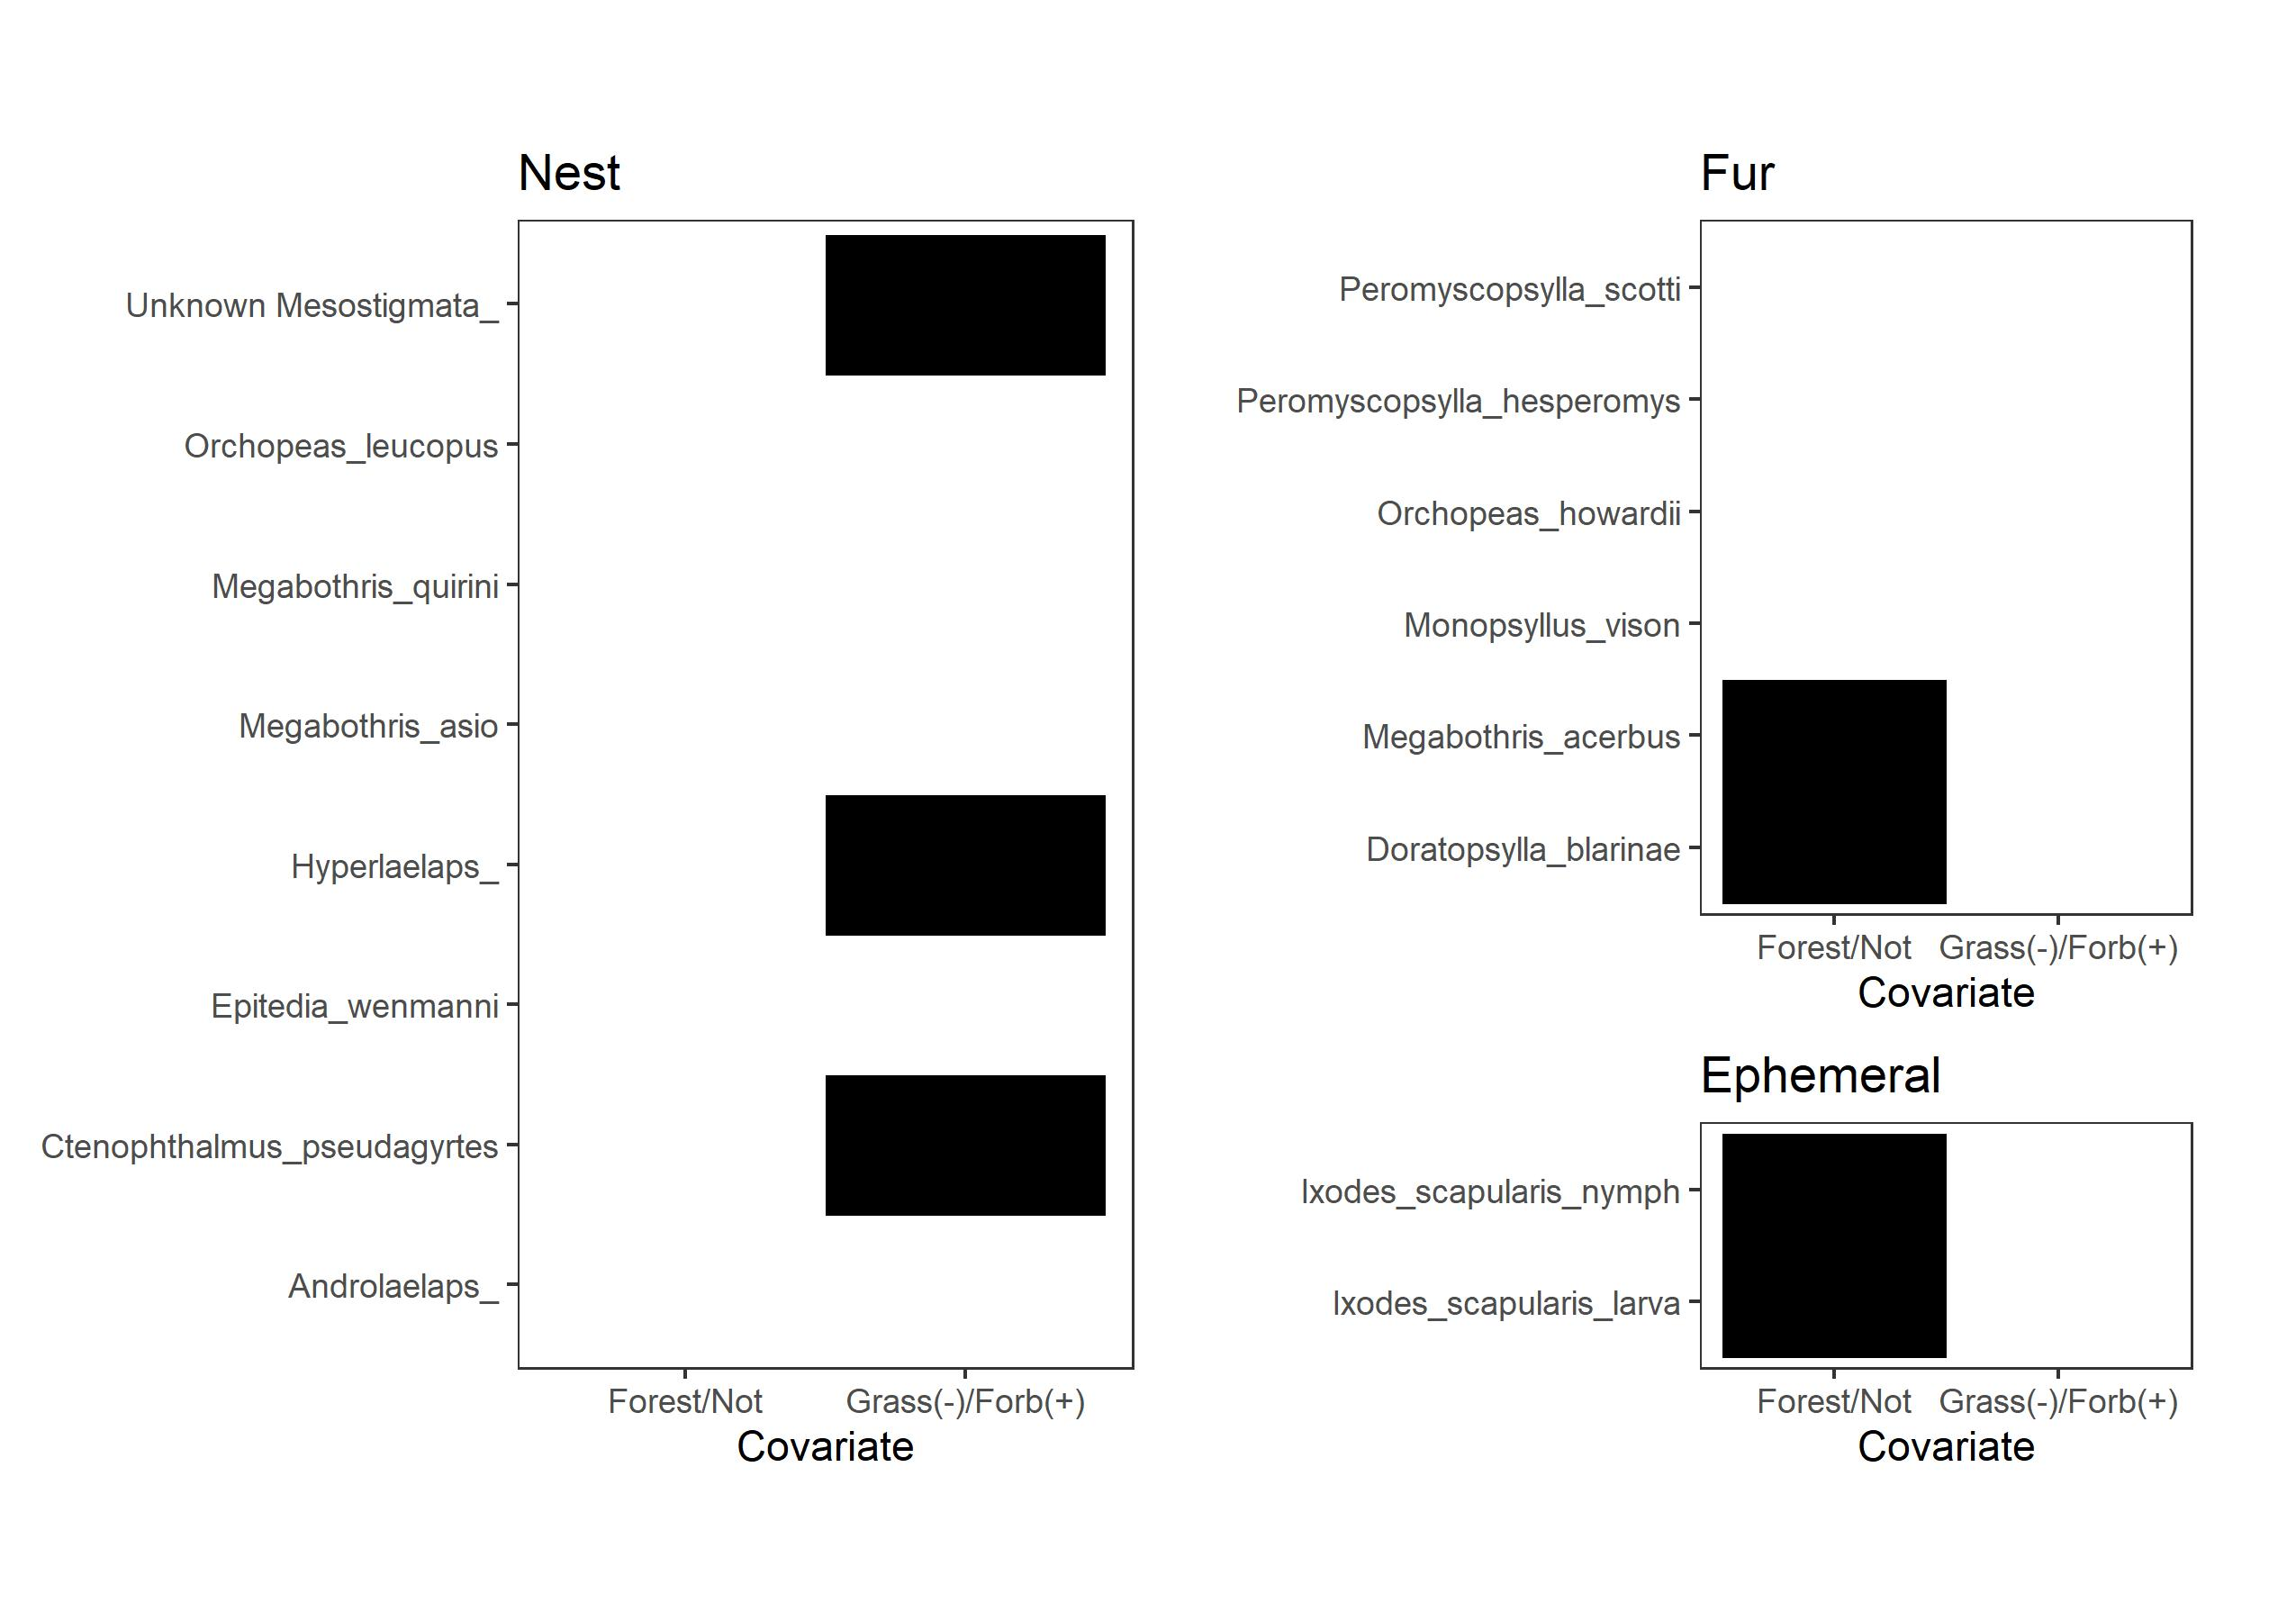 Nest
Unknown Mesostigmata_
Orchopeas_leucopus
Megabothris_quirini
Megabothris_asio
Hyperlaelaps_
Epitedia_wenmanni
Ctenophthalmus_pseudagyrtes
Androlaelaps_
Forest/Not Grass(-)/Forb(+)
Covariate
Fur
Peromyscopsylla_scotti
Peromyscopsylla_hesperomys
Orchopeas_howardii
Monopsyllus_vison
Megabothris_acerbus
Doratopsylla_blarinae
Forest/Not Grass(-)/Forb(+)
Covariate
Ephemeral
Ixodes_scapularis_nymph
Ixodes_scapularis_larva
Forest/Not Grass(-)/Forb(+)
Covariate